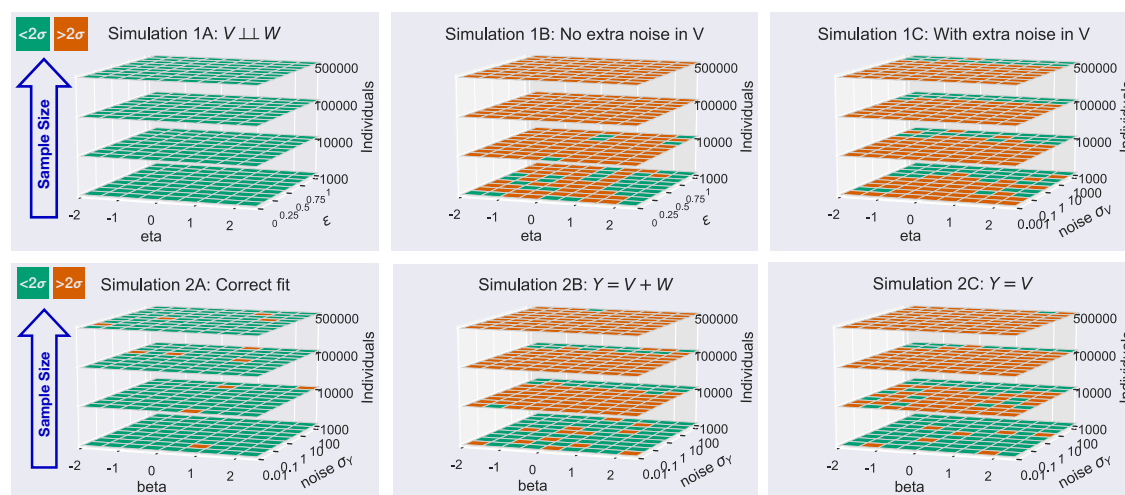 <2σ >2σ Simulation 1A: V ⊥⊥ W
Sample Size
500000
100000
10000
1000
Individuals
-2 -1 0 1 2
eta
0 0.25 0.5 0.75 1
ε
Simulation 1B: No extra noise in V
500000
100000
10000
1000
Individuals
-2 -1 0 1 2
eta
0 0.25 0.5 0.75 1
ε
Simulation 1C: With extra noise in V
500000
100000
10000
1000
Individuals
-2 -1 0 1 2
eta
0.001 0.1 1 10 100
noise σV
<2σ >2σ Simulation 2A: Correct fit
Sample Size
500000
100000
10000
1000
Individuals
-2 -1 0 1 2
beta
0.01 0.1 1 10 100
noise σY
Simulation 2B: Y = V + W
500000
100000
10000
1000
Individuals
-2 -1 0 1 2
beta
0.01 0.1 1 10 100
noise σY
Simulation 2C: Y = V
500000
100000
10000
1000
Individuals
-2 -1 0 1 2
beta
0.01 0.1 1 10 100
noise σY